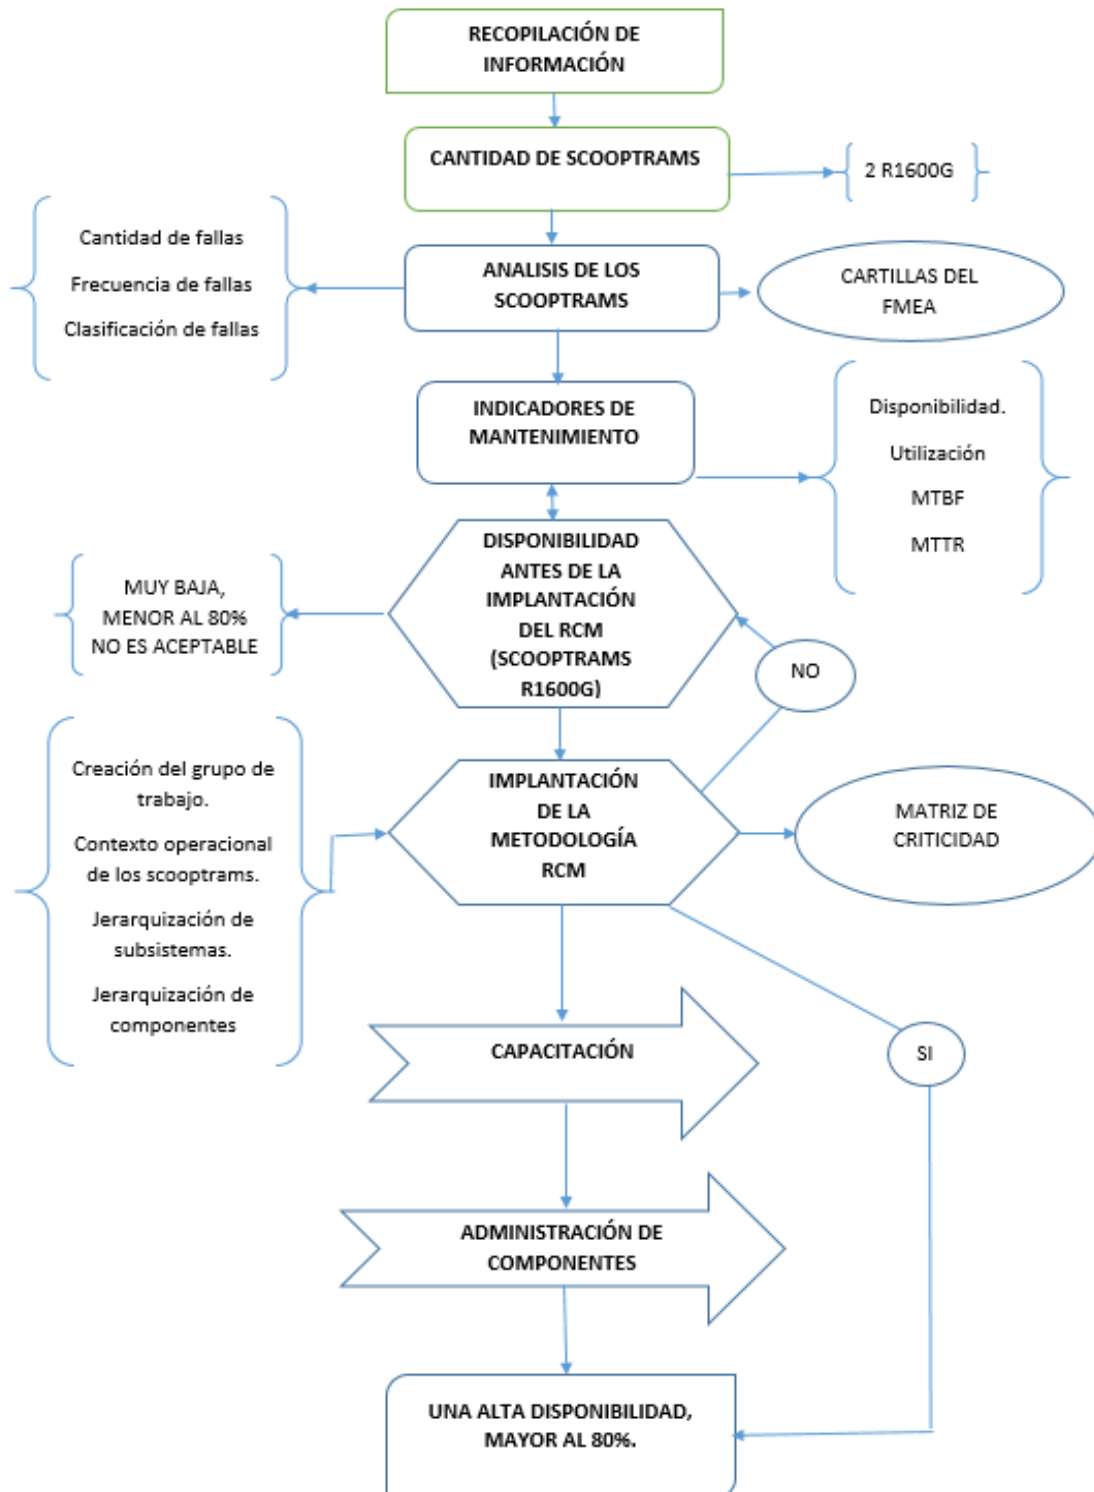 RECOPILACIÓN DE
INFORMACIÓN
CANTIDAD DE SCOOPTRAMS
2 R1600G
Cantidad de fallas
Frecuencia de fallas
Clasificación de fallas
ANALISIS DE LOS
SCOOPTRAMS
CARTILLAS DEL
FMEA
INDICADORES DE
MANTENIMIENTO
Disponibilidad.
Utilización
MTBF
MTTR
DISPONIBILIDAD
ANTES DE LA
IMPLANTACIÓN
DEL RCM
(SCOOPTRAMS
R1600G)
MUY BAJA,
MENOR AL 80%
NO ES ACEPTABLE
NO
Creación del grupo de
trabajo.
Contexto operacional
de los scooptrams.
Jerarquización de
subsistemas.
Jerarquización de
componentes
IMPLANTACIÓN
DE LA
METODOLOGÍA
RCM
MATRIZ DE
CRITICIDAD
CAPACITACIÓN
SI
ADMINISTRACIÓN DE
COMPONENTES
UNA ALTA DISPONIBILIDAD,
MAYOR AL 80%.